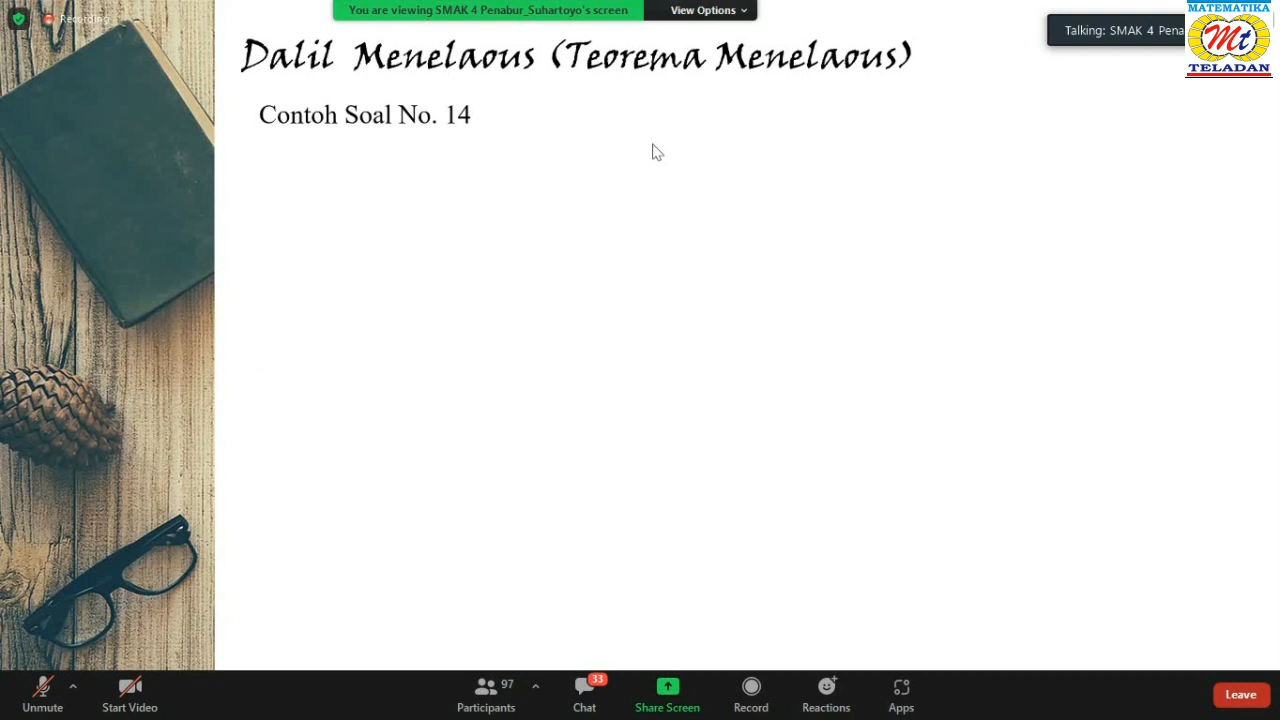 Recording
You are viewing SMAK 4 Penabur_Suhartoyo's screen
View Options
Talking: SMAK 4 Pena
MATEMATIKA
Mt
TELADAN
Dalil Menelaous (Teorema Menelaous)
Contoh Soal No. 14
Unmute
Start Video
97
Participants
33
Chat
Share Screen
Record
Reactions
Apps
Leave